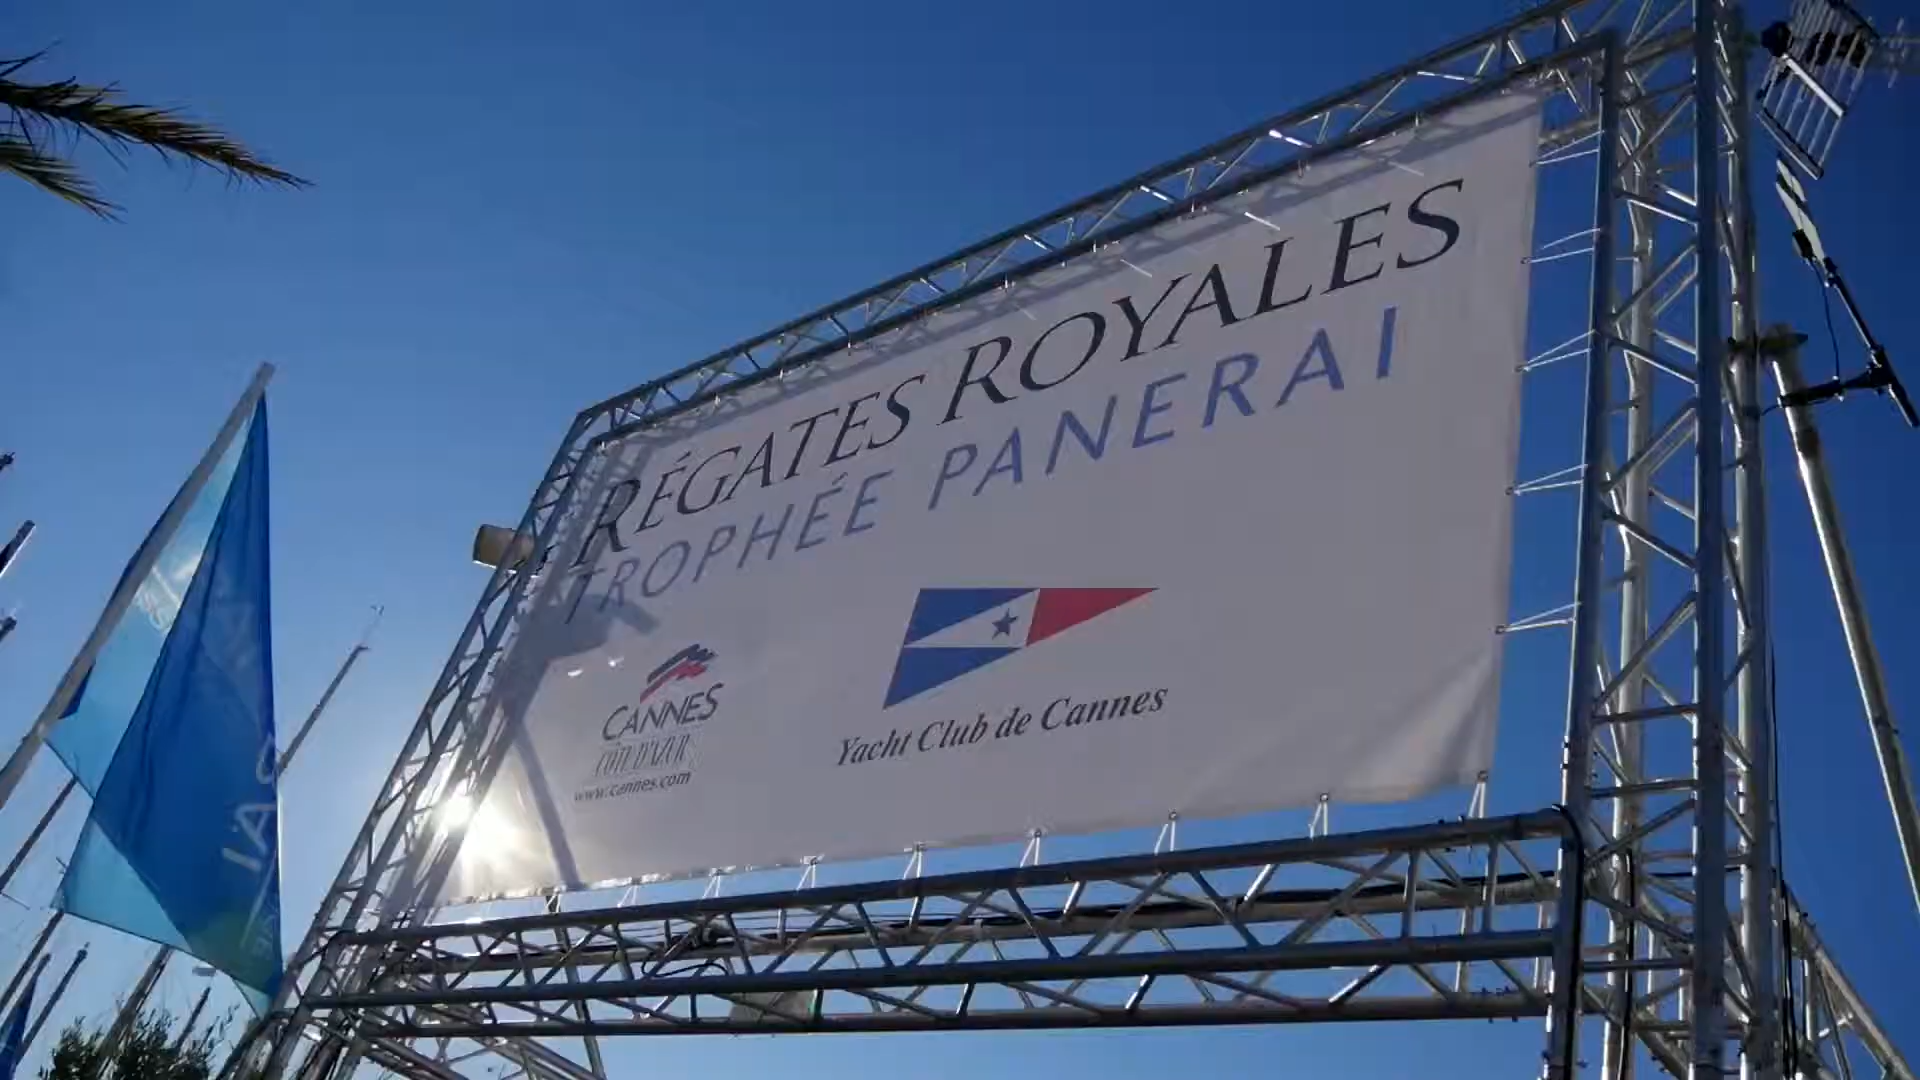 RÉGATES ROYALES
TROPHÉE PANERAI
CANNES
CÔTE D'AZUR
www.cannes.com
Yacht Club de Cannes